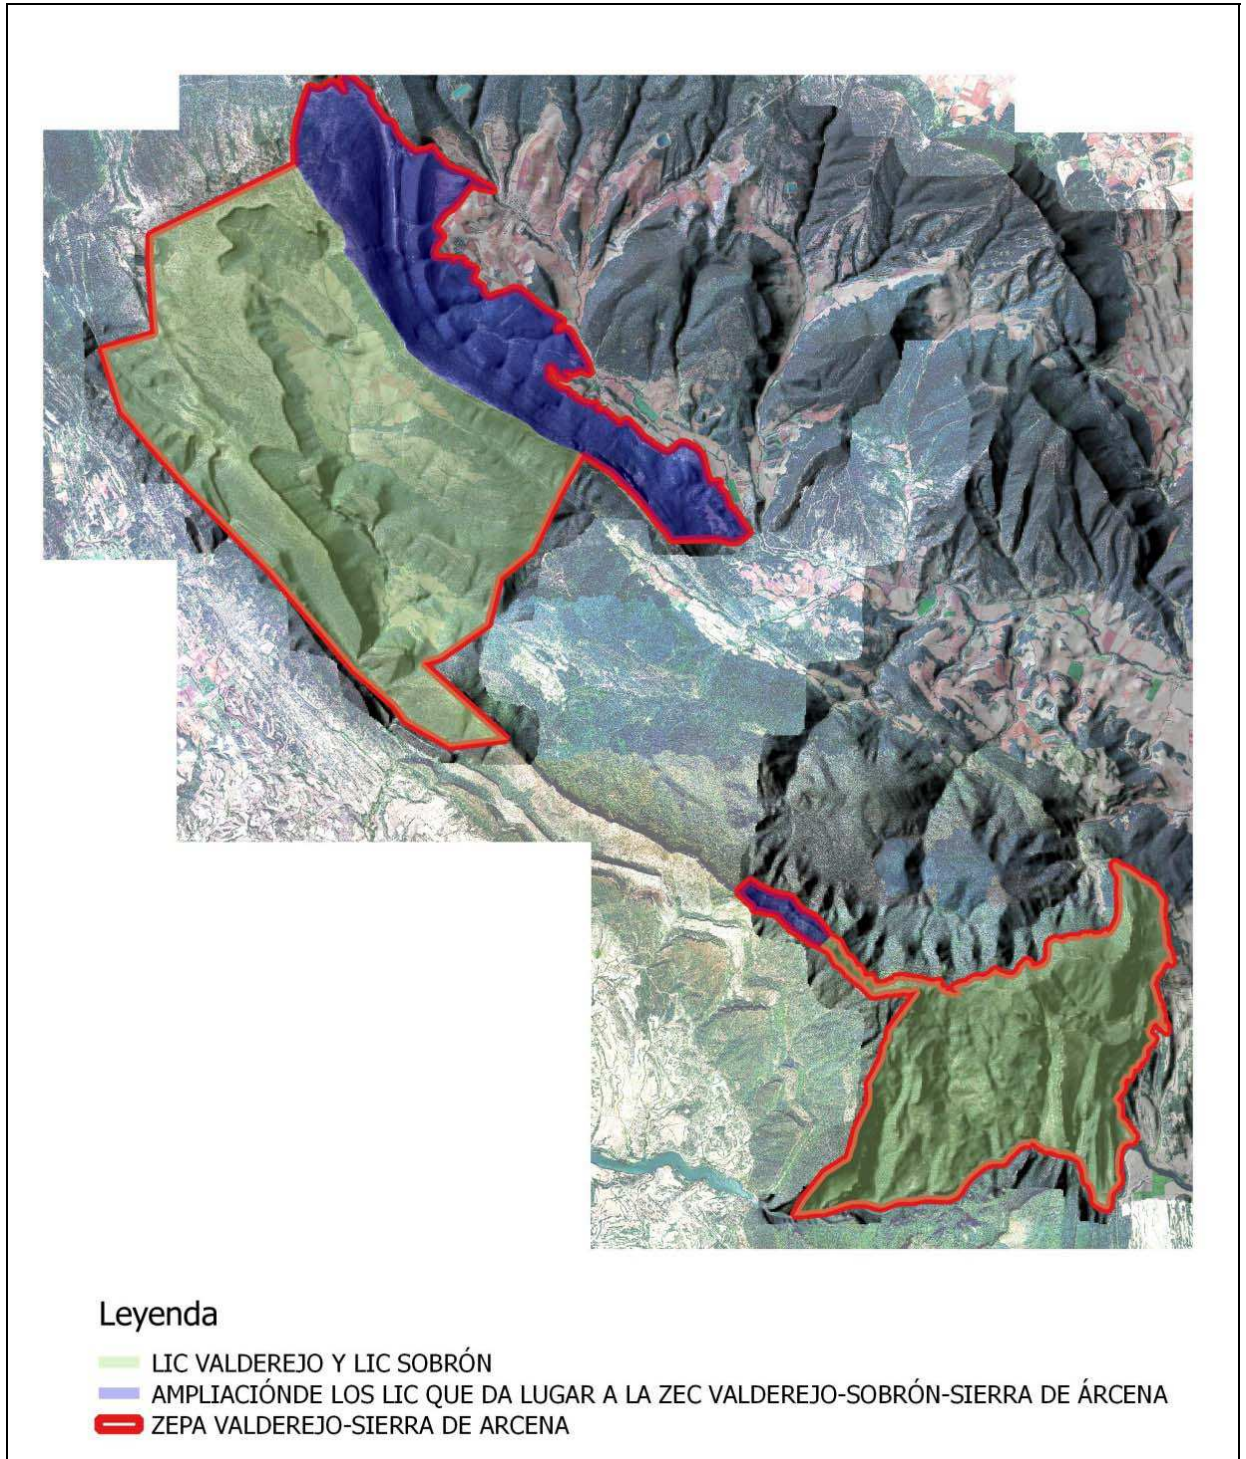 Leyenda
LIC VALDEREJO Y LIC SOBRÓN
AMPLIACIÓNDE LOS LIC QUE DA LUGAR A LA ZEC VALDEREJO-SOBRÓN-SIERRA DE ÁRCENA
ZEPA VALDEREJO-SIERRA DE ARCENA